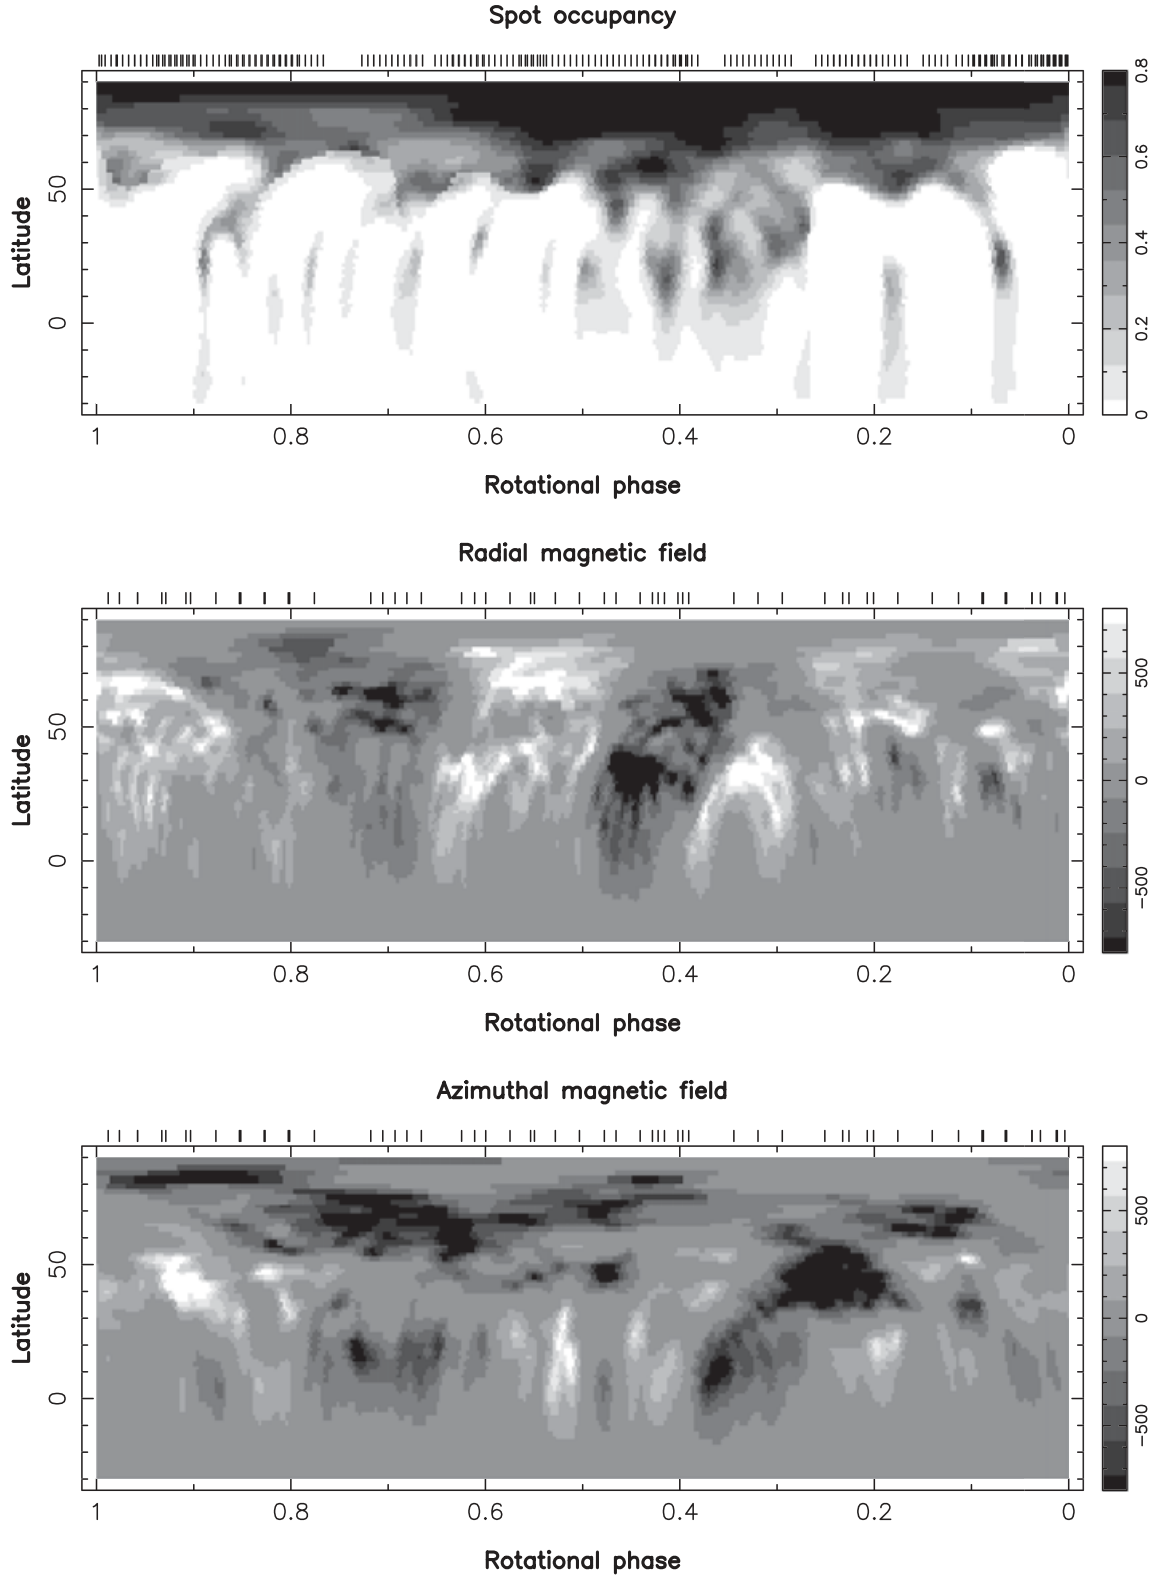 Spot occupancy
Latitude
50
0
1 0.8 0.6 0.4 0.2 0
Rotational phase
0.8
0.6
0.4
0.2
0
Radial magnetic field
Latitude
50
0
1 0.8 0.6 0.4 0.2 0
Rotational phase
500
0
−500
Azimuthal magnetic field
Latitude
50
0
1 0.8 0.6 0.4 0.2 0
Rotational phase
500
0
−500